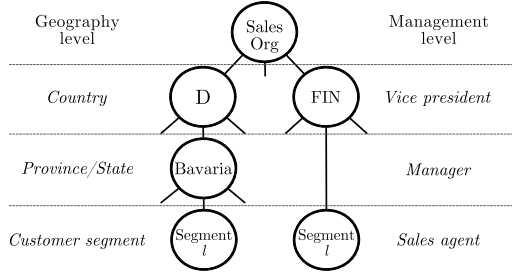 Geography
level
Sales
Org
Management
level
Country
D
FIN
Vice president
Province/State
Bavaria
Manager
Customer segment
Segment
l
Segment
l
Sales agent